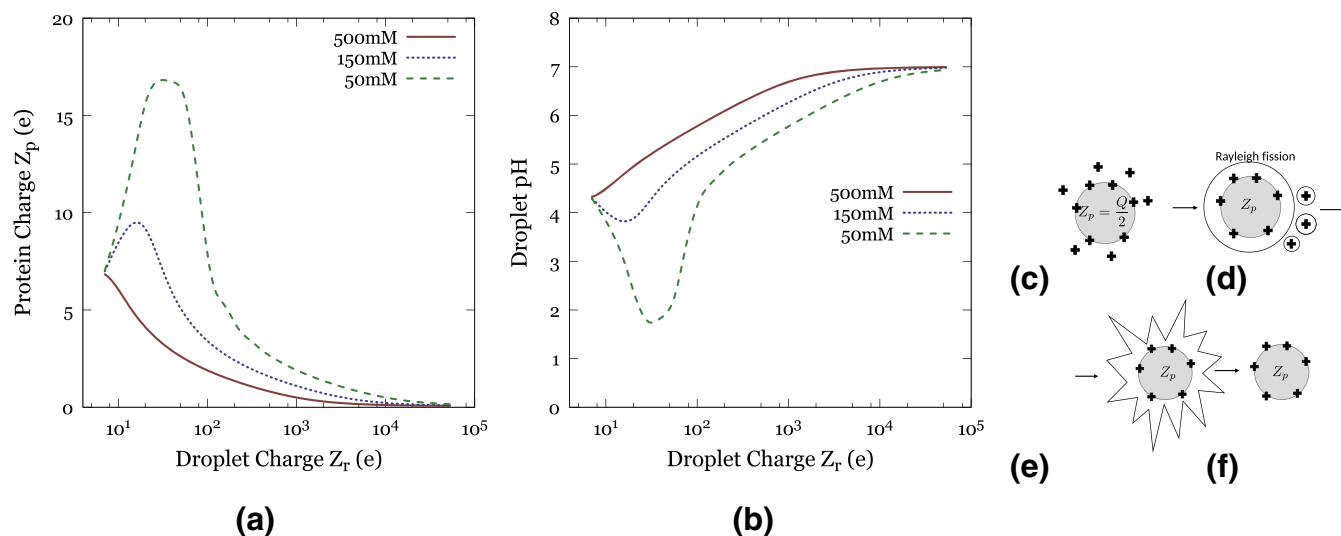 20
15
10
5
0
10¹ 10² 10³ 10⁴ 10⁵
Protein Charge Zₚ (e)
Droplet Charge Zᵣ (e)
500mM
150mM
50mM
(a)
8
7
6
5
4
3
2
1
0
10¹ 10² 10³ 10⁴ 10⁵
Droplet pH
Droplet Charge Zᵣ (e)
500mM
150mM
50mM
(b)
Zₚ = Q/2
(c)
Rayleigh fission
Zₚ
(d)
Zₚ
(e)
Zₚ
(f)